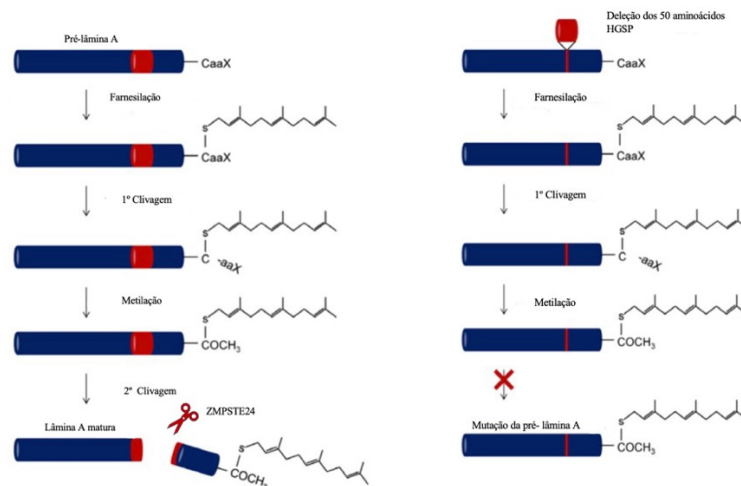 Pré-lâmina A
CaaX
Farnesilação
S
CaaX
1º Clivagem
S
C -aaX
Metilação
S
COCH3
2º Clivagem
ZMPSTE24
Lâmina A matura
S
COCH3
Deleção dos 50 aminoácidos
HGSP
CaaX
Farnesilação
S
CaaX
1º Clivagem
S
C -aaX
Metilação
S
COCH3
S
Mutação da pré- lâmina A
COCH3